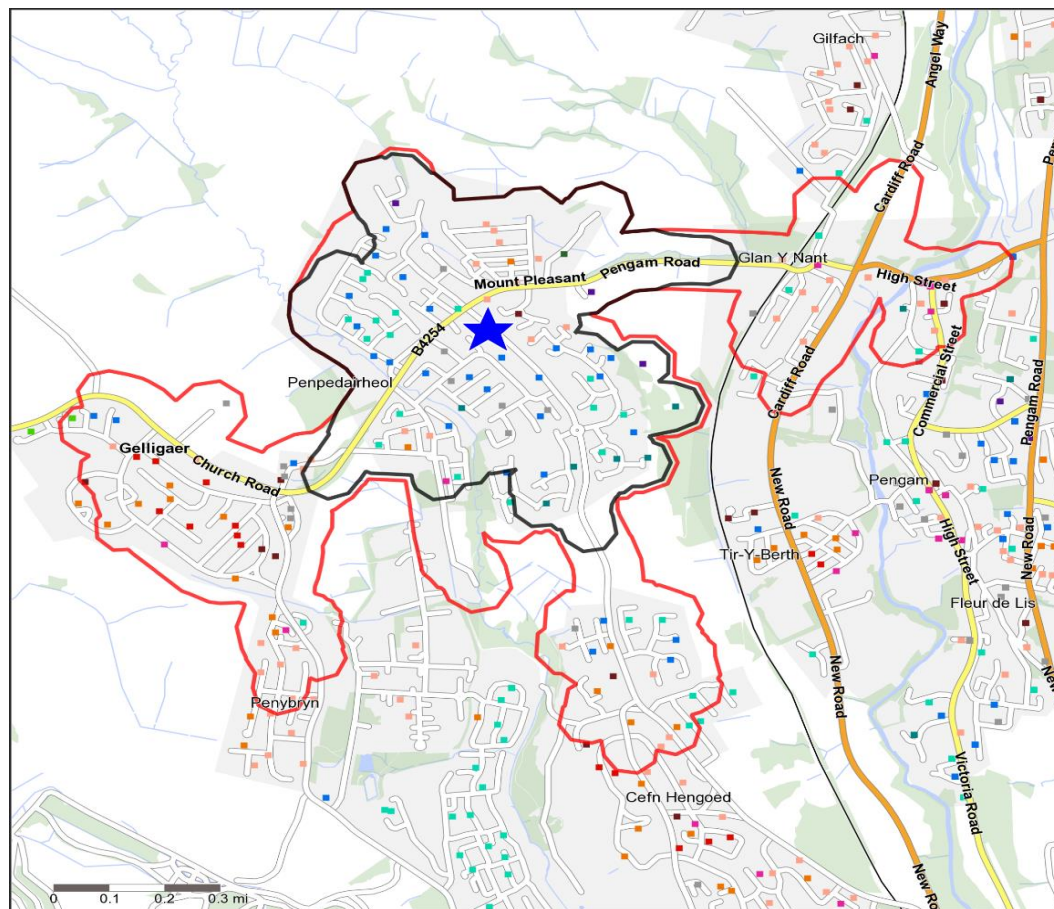 Gilfach
Angel Way
Cardiff Road
Glan Y Nant
High Street
Pengam Road
Mount Pleasant
B4254
Penpedairheol
Cardiff Road
Commercial Street
Pengam Road
Gelligaer
Church Road
Pengam
New Road
High Street
New Road
Tir-Y-Berth
Fleur de Lis
New Road
Penybryn
Victoria Road
Cefn Hengoed
0 0.1 0.2 0.3 mi
New Ro